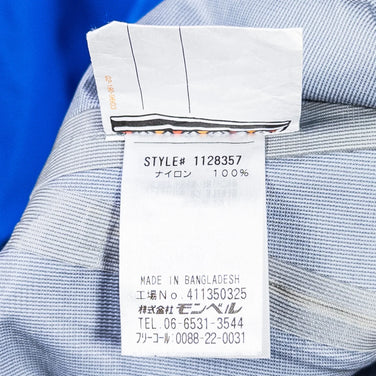 STYLE# 1128357
ナイロン 100%
MADE IN BANGLADESH
工場No. 411350325
株式会社 モンベル
TEL. 06-6531-3544
フリーコール: 0088-22-0031